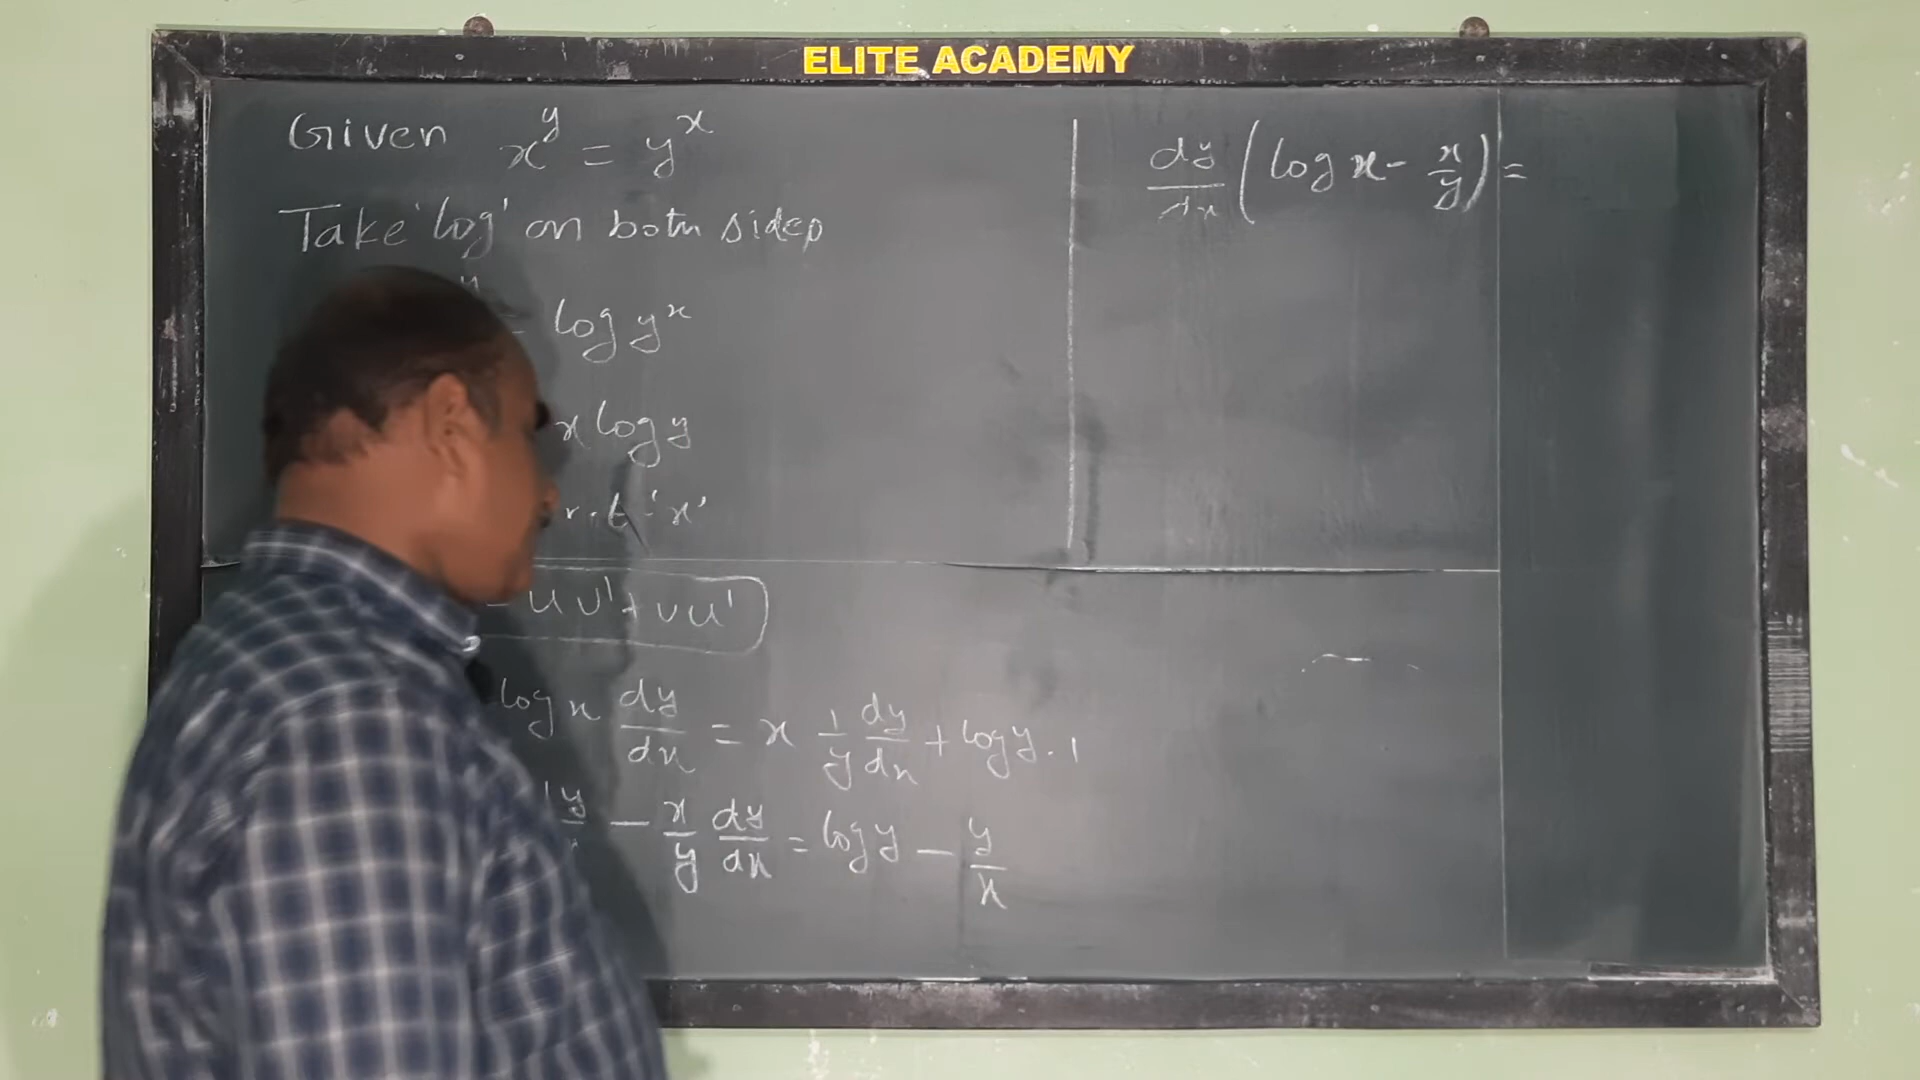 ELITE ACADEMY
Given x^y = y^x
Take 'log' on both sides
= log y^x
x log y
r.t 'x'
= uv' + vu'
log x dy/dx = x 1/y dy/dx + log y . 1
- x/y dy/dx = log y - y/x
dy/dx (log x - x/y) =